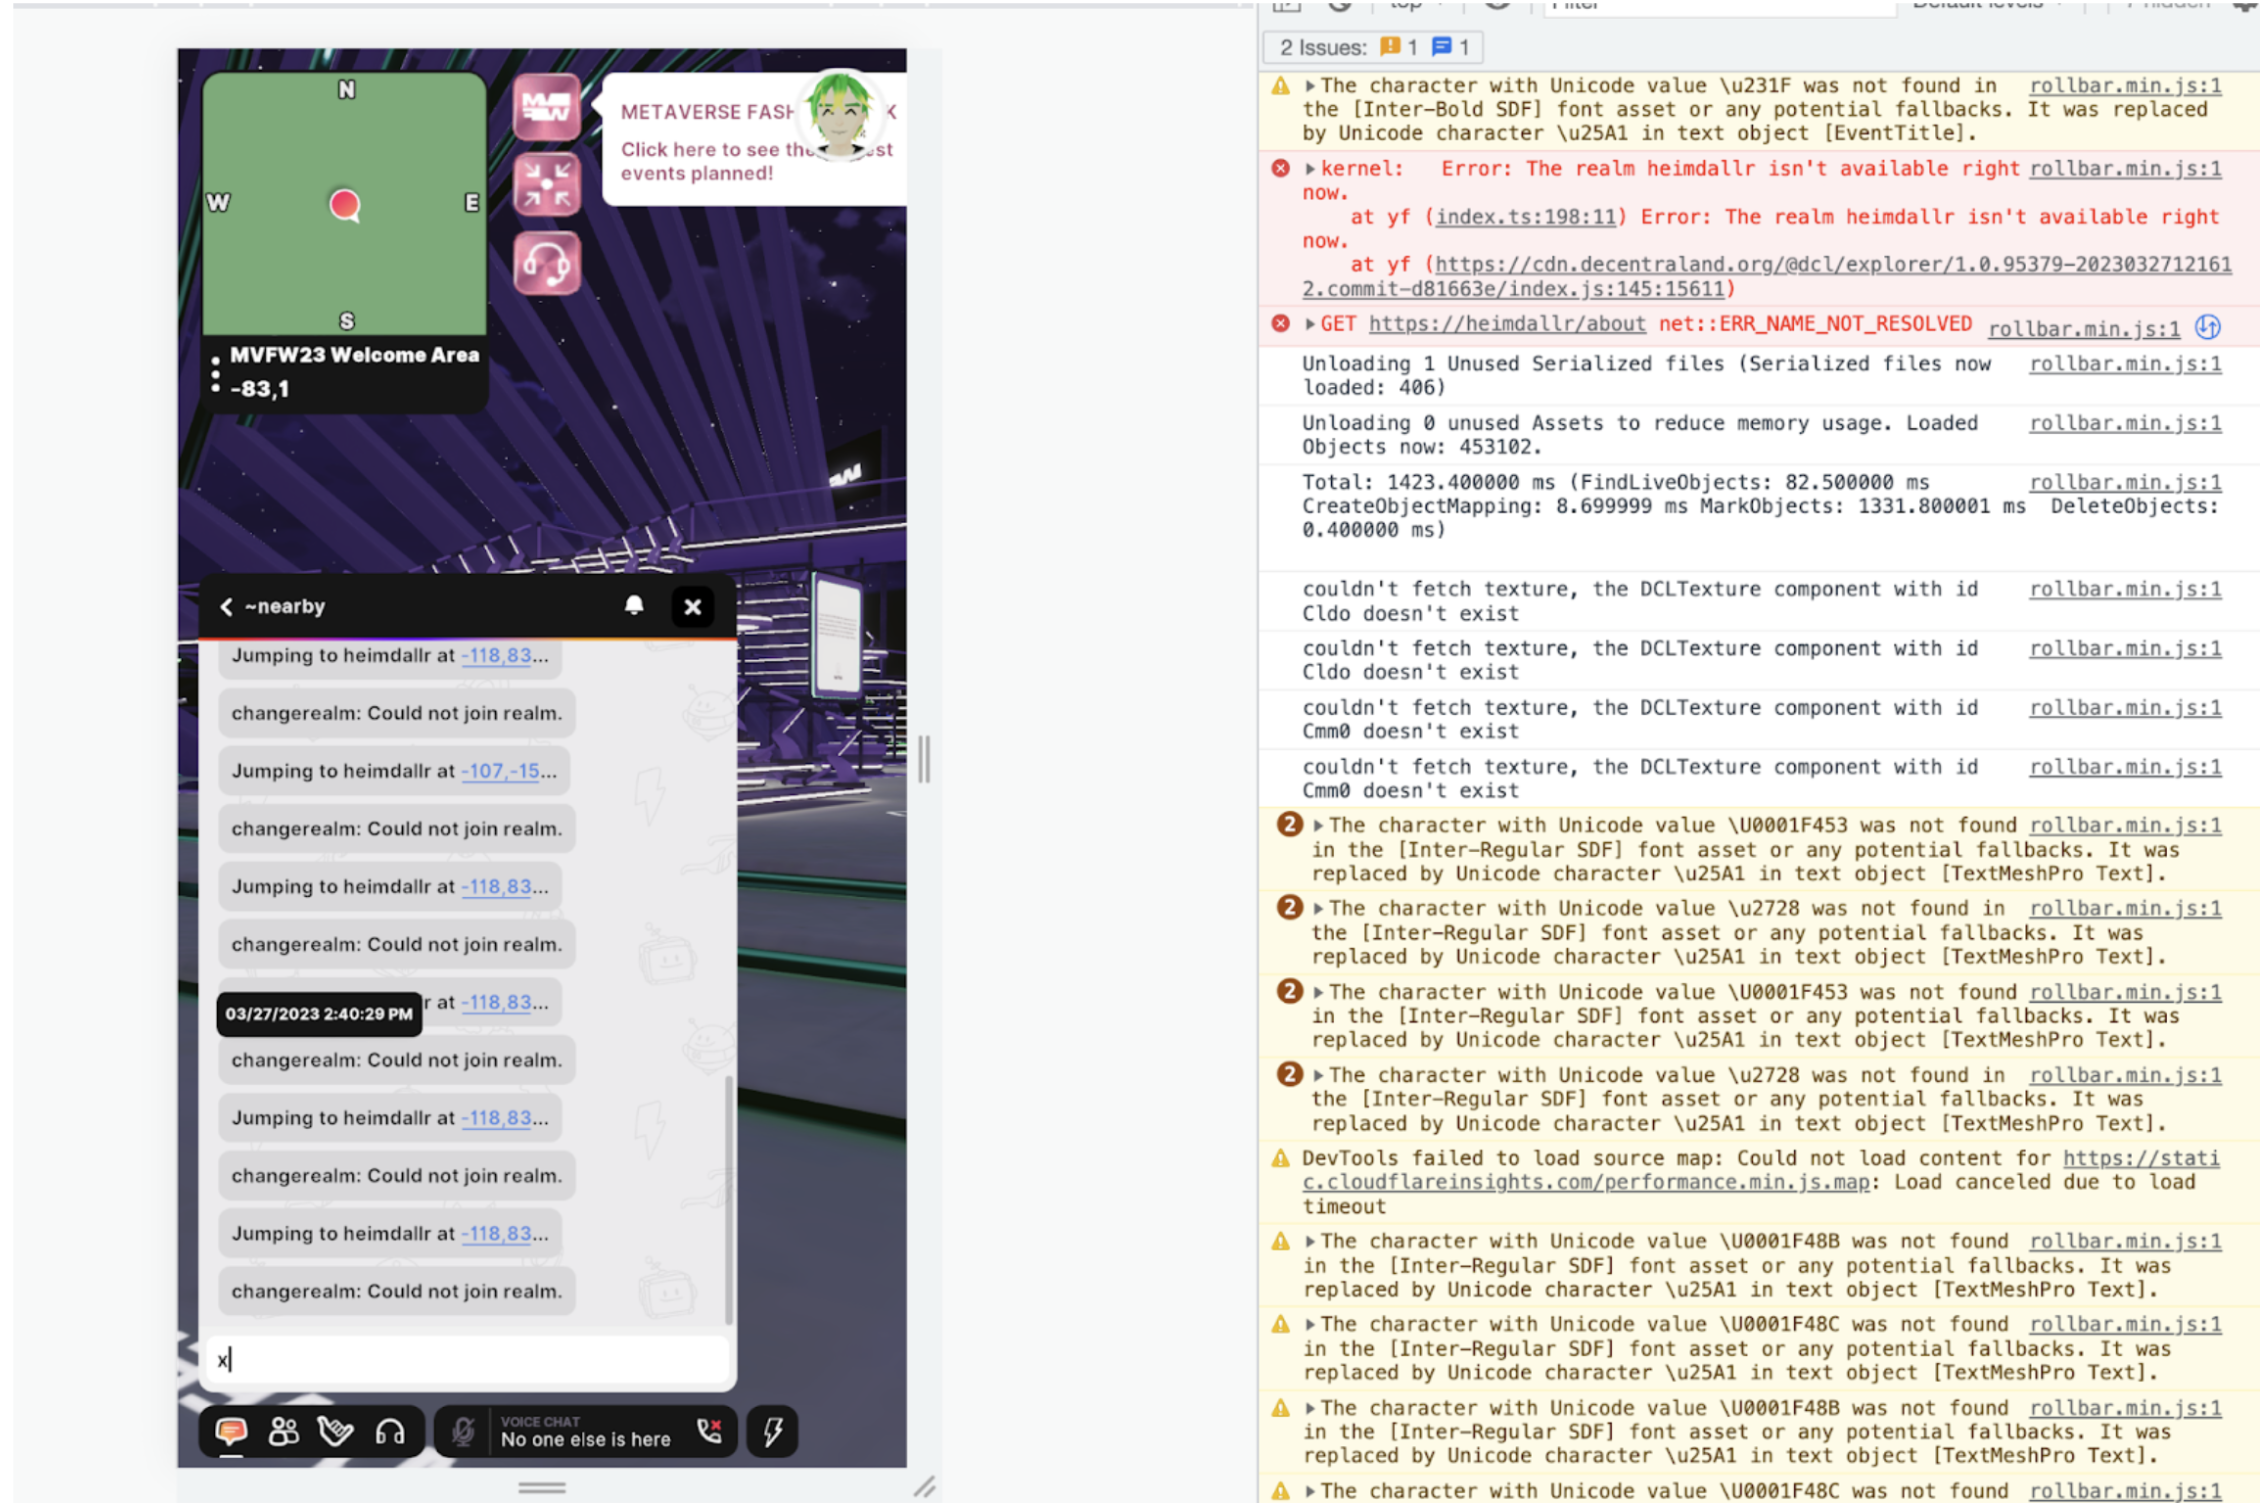 N
W
E
S
MVFW23 Welcome Area
-83,1
METAVERSE FASH K
Click here to see the est
events planned!
~nearby
Jumping to heimdallr at -118,83...
changerealm: Could not join realm.
Jumping to heimdallr at -107,-15...
changerealm: Could not join realm.
Jumping to heimdallr at -118,83...
changerealm: Could not join realm.
r at -118,83...
03/27/2023 2:40:29 PM
changerealm: Could not join realm.
Jumping to heimdallr at -118,83...
changerealm: Could not join realm.
Jumping to heimdallr at -118,83...
changerealm: Could not join realm.
x
VOICE CHAT
No one else is here
top
Filter
Default levels
hidden
2 Issues: 1 1
The character with Unicode value \u231F was not found in rollbar.min.js:1
the [Inter-Bold SDF] font asset or any potential fallbacks. It was replaced
by Unicode character \u25A1 in text object [EventTitle].
kernel: Error: The realm heimdallr isn't available right rollbar.min.js:1
now.
at yf (index.ts:198:11) Error: The realm heimdallr isn't available right
now.
at yf (https://cdn.decentraland.org/@dcl/explorer/1.0.95379-2023032712161
2.commit-d81663e/index.js:145:15611)
GET https://heimdallr/about net::ERR_NAME_NOT_RESOLVED rollbar.min.js:1
Unloading 1 Unused Serialized files (Serialized files now rollbar.min.js:1
loaded: 406)
Unloading 0 unused Assets to reduce memory usage. Loaded rollbar.min.js:1
Objects now: 453102.
Total: 1423.400000 ms (FindLiveObjects: 82.500000 ms rollbar.min.js:1
CreateObjectMapping: 8.699999 ms MarkObjects: 1331.800001 ms DeleteObjects:
0.400000 ms)
couldn't fetch texture, the DCLTexture component with id rollbar.min.js:1
Cldo doesn't exist
couldn't fetch texture, the DCLTexture component with id rollbar.min.js:1
Cldo doesn't exist
couldn't fetch texture, the DCLTexture component with id rollbar.min.js:1
Cmm0 doesn't exist
couldn't fetch texture, the DCLTexture component with id rollbar.min.js:1
Cmm0 doesn't exist
2 The character with Unicode value \U0001F453 was not found rollbar.min.js:1
in the [Inter-Regular SDF] font asset or any potential fallbacks. It was
replaced by Unicode character \u25A1 in text object [TextMeshPro Text].
2 The character with Unicode value \u2728 was not found in rollbar.min.js:1
the [Inter-Regular SDF] font asset or any potential fallbacks. It was
replaced by Unicode character \u25A1 in text object [TextMeshPro Text].
2 The character with Unicode value \U0001F453 was not found rollbar.min.js:1
in the [Inter-Regular SDF] font asset or any potential fallbacks. It was
replaced by Unicode character \u25A1 in text object [TextMeshPro Text].
2 The character with Unicode value \u2728 was not found in rollbar.min.js:1
the [Inter-Regular SDF] font asset or any potential fallbacks. It was
replaced by Unicode character \u25A1 in text object [TextMeshPro Text].
DevTools failed to load source map: Could not load content for https://stati
c.cloudflareinsights.com/performance.min.js.map: Load canceled due to load
timeout
The character with Unicode value \U0001F48B was not found rollbar.min.js:1
in the [Inter-Regular SDF] font asset or any potential fallbacks. It was
replaced by Unicode character \u25A1 in text object [TextMeshPro Text].
The character with Unicode value \U0001F48C was not found rollbar.min.js:1
in the [Inter-Regular SDF] font asset or any potential fallbacks. It was
replaced by Unicode character \u25A1 in text object [TextMeshPro Text].
The character with Unicode value \U0001F48B was not found rollbar.min.js:1
in the [Inter-Regular SDF] font asset or any potential fallbacks. It was
replaced by Unicode character \u25A1 in text object [TextMeshPro Text].
The character with Unicode value \U0001F48C was not found rollbar.min.js:1